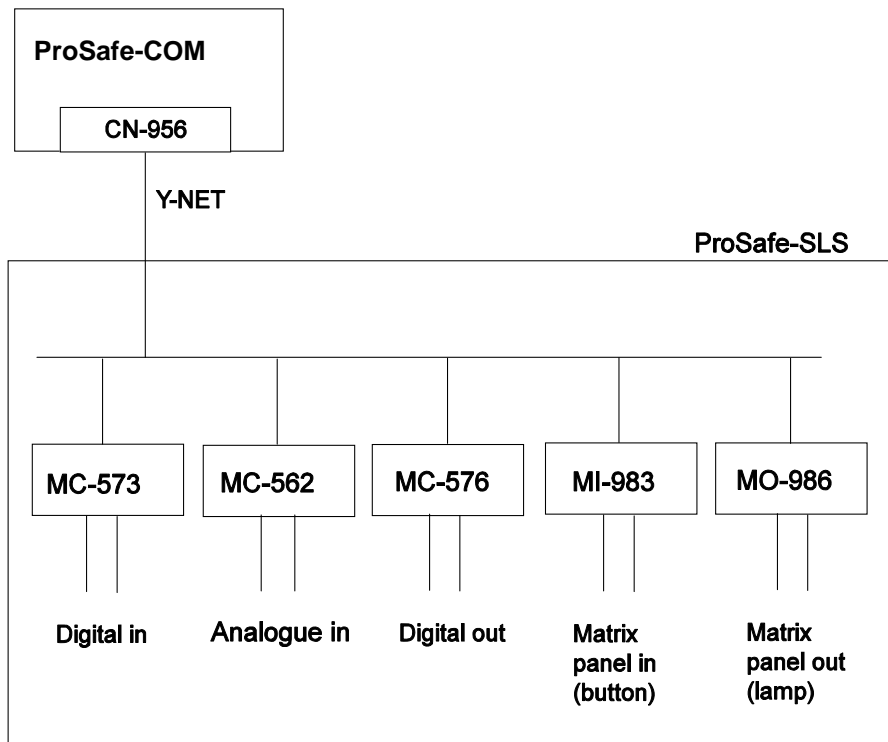 ProSafe-COM
CN-956
Y-NET
ProSafe-SLS
MC-573
MC-562
MC-576
MI-983
MO-986
Digital in
Analogue in
Digital out
Matrix
panel in
(button)
Matrix
panel out
(lamp)